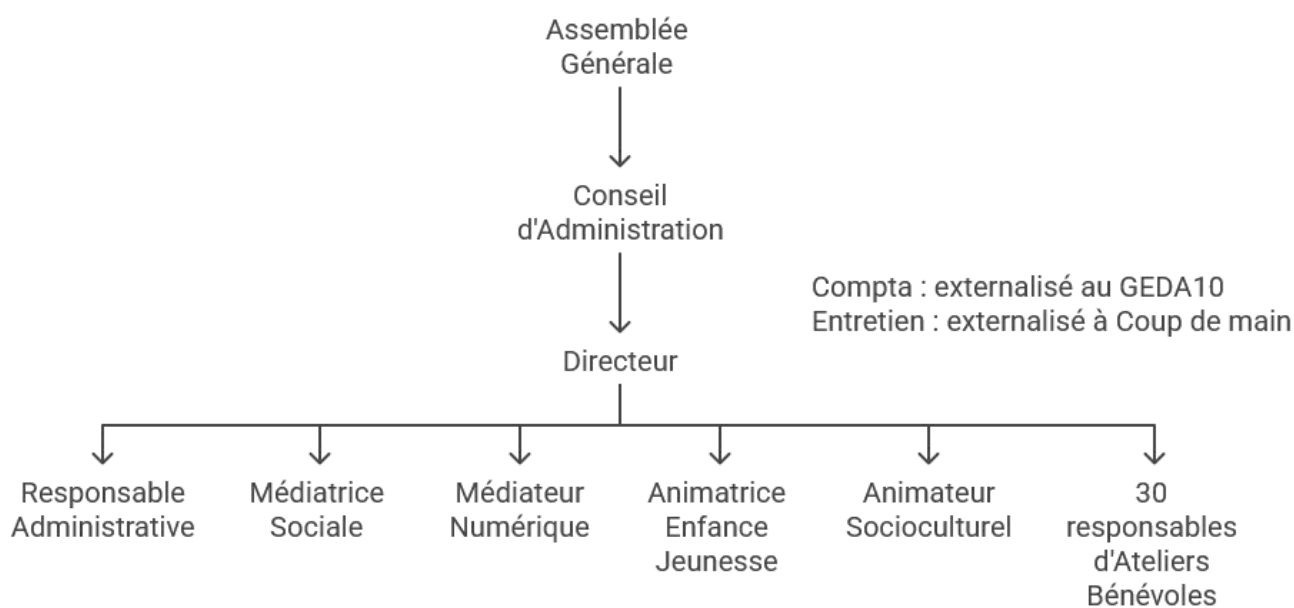 Assemblée
Générale
Conseil
d'Administration
Compta : externalisé au GEDA10
Entretien : externalisé à Coup de main
Directeur
Responsable
Administrative
Médiatrice
Sociale
Médiateur
Numérique
Animatrice
Enfance
Jeunesse
Animateur
Socioculturel
30
responsables
d'Ateliers
Bénévoles